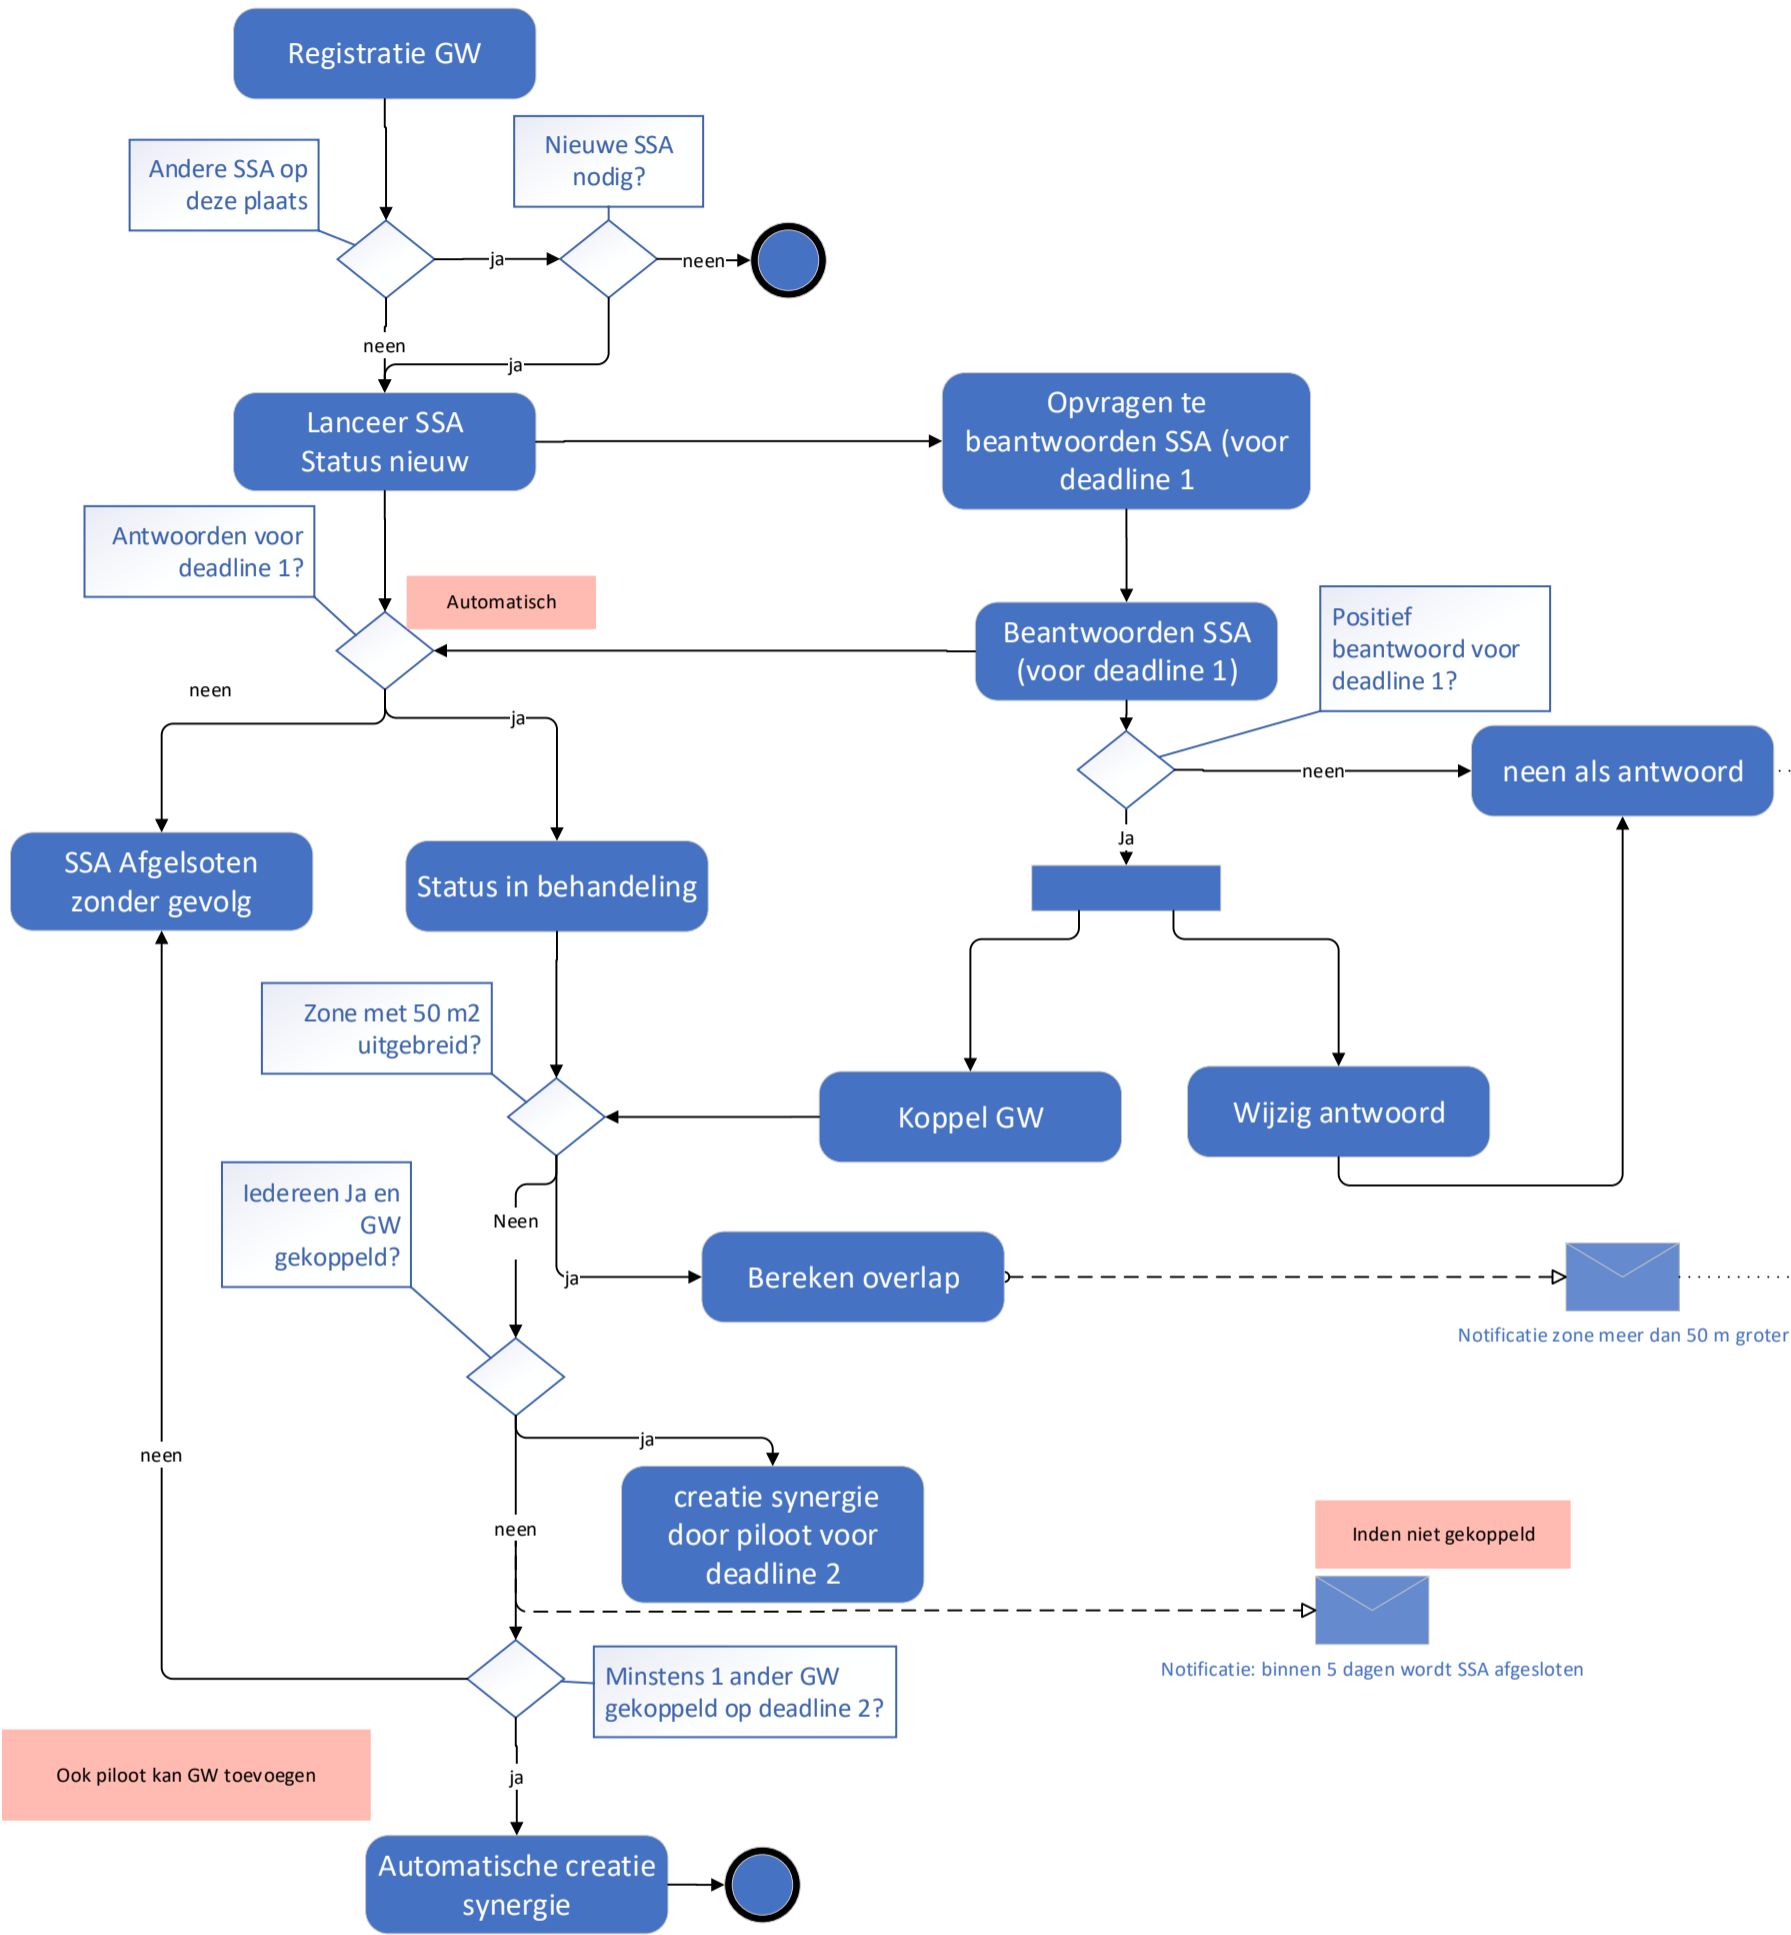 Registratie GW
Andere SSA op
deze plaats
Nieuwe SSA
nodig?
ja
neen
neen
ja
Lanceer SSA
Status nieuw
Opvragen te
beantwoorden SSA (voor
deadline 1
Antwoorden voor
deadline 1?
Automatisch
Beantwoorden SSA
(voor deadline 1)
Positief
beantwoord voor
deadline 1?
neen
ja
neen
neen als antwoord
Ja
SSA Afgelsoten
zonder gevolg
Status in behandeling
Zone met 50 m2
uitgebreid?
Koppel GW
Wijzig antwoord
Iedereen Ja en
GW
gekoppeld?
Neen
ja
Bereken overlap
Notificatie zone meer dan 50 m groter
ja
neen
creatie synergie
door piloot voor
deadline 2
neen
Inden niet gekoppeld
Notificatie: binnen 5 dagen wordt SSA afgesloten
Minstens 1 ander GW
gekoppeld op deadline 2?
Ook piloot kan GW toevoegen
ja
Automatische creatie
synergie